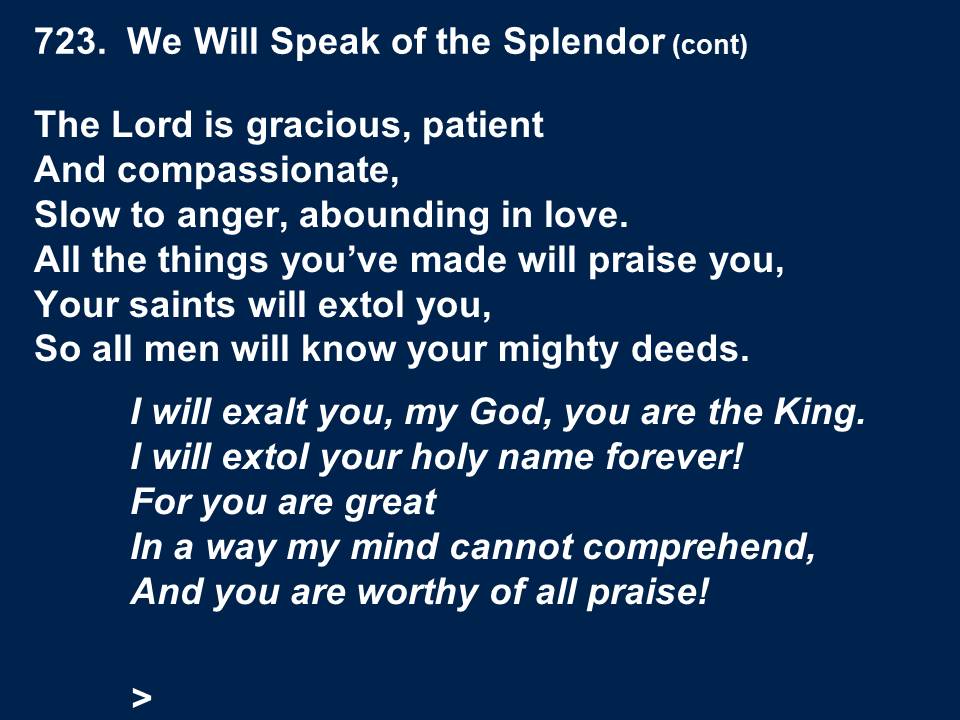 723.  We Will Speak of the Splendor (cont)
The Lord is gracious, patient
And compassionate,
Slow to anger, abounding in love.
All the things you’ve made will praise you,
Your saints will extol you,
So all men will know your mighty deeds.
I will exalt you, my God, you are the King.
I will extol your holy name forever!
For you are great
In a way my mind cannot comprehend,
And you are worthy of all praise!
>